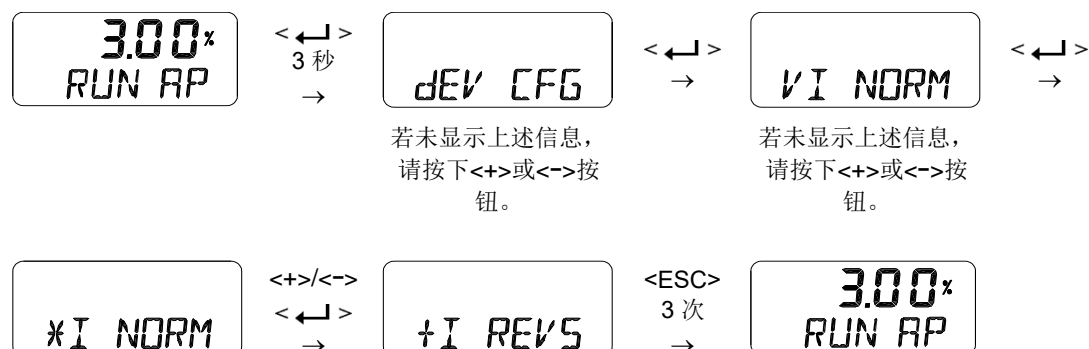 3.00%
RUN AP
<↵>
3 秒
→
dEV CFG
<↵>
→
VI NORM
<↵>
→
若未显示上述信息，
请按下<+>或<->按
钮。
若未显示上述信息，
请按下<+>或<->按
钮。
*I NORM
<+>/<->
<↵>
→
+I REVS
<ESC>
3 次
→
3.00%
RUN AP